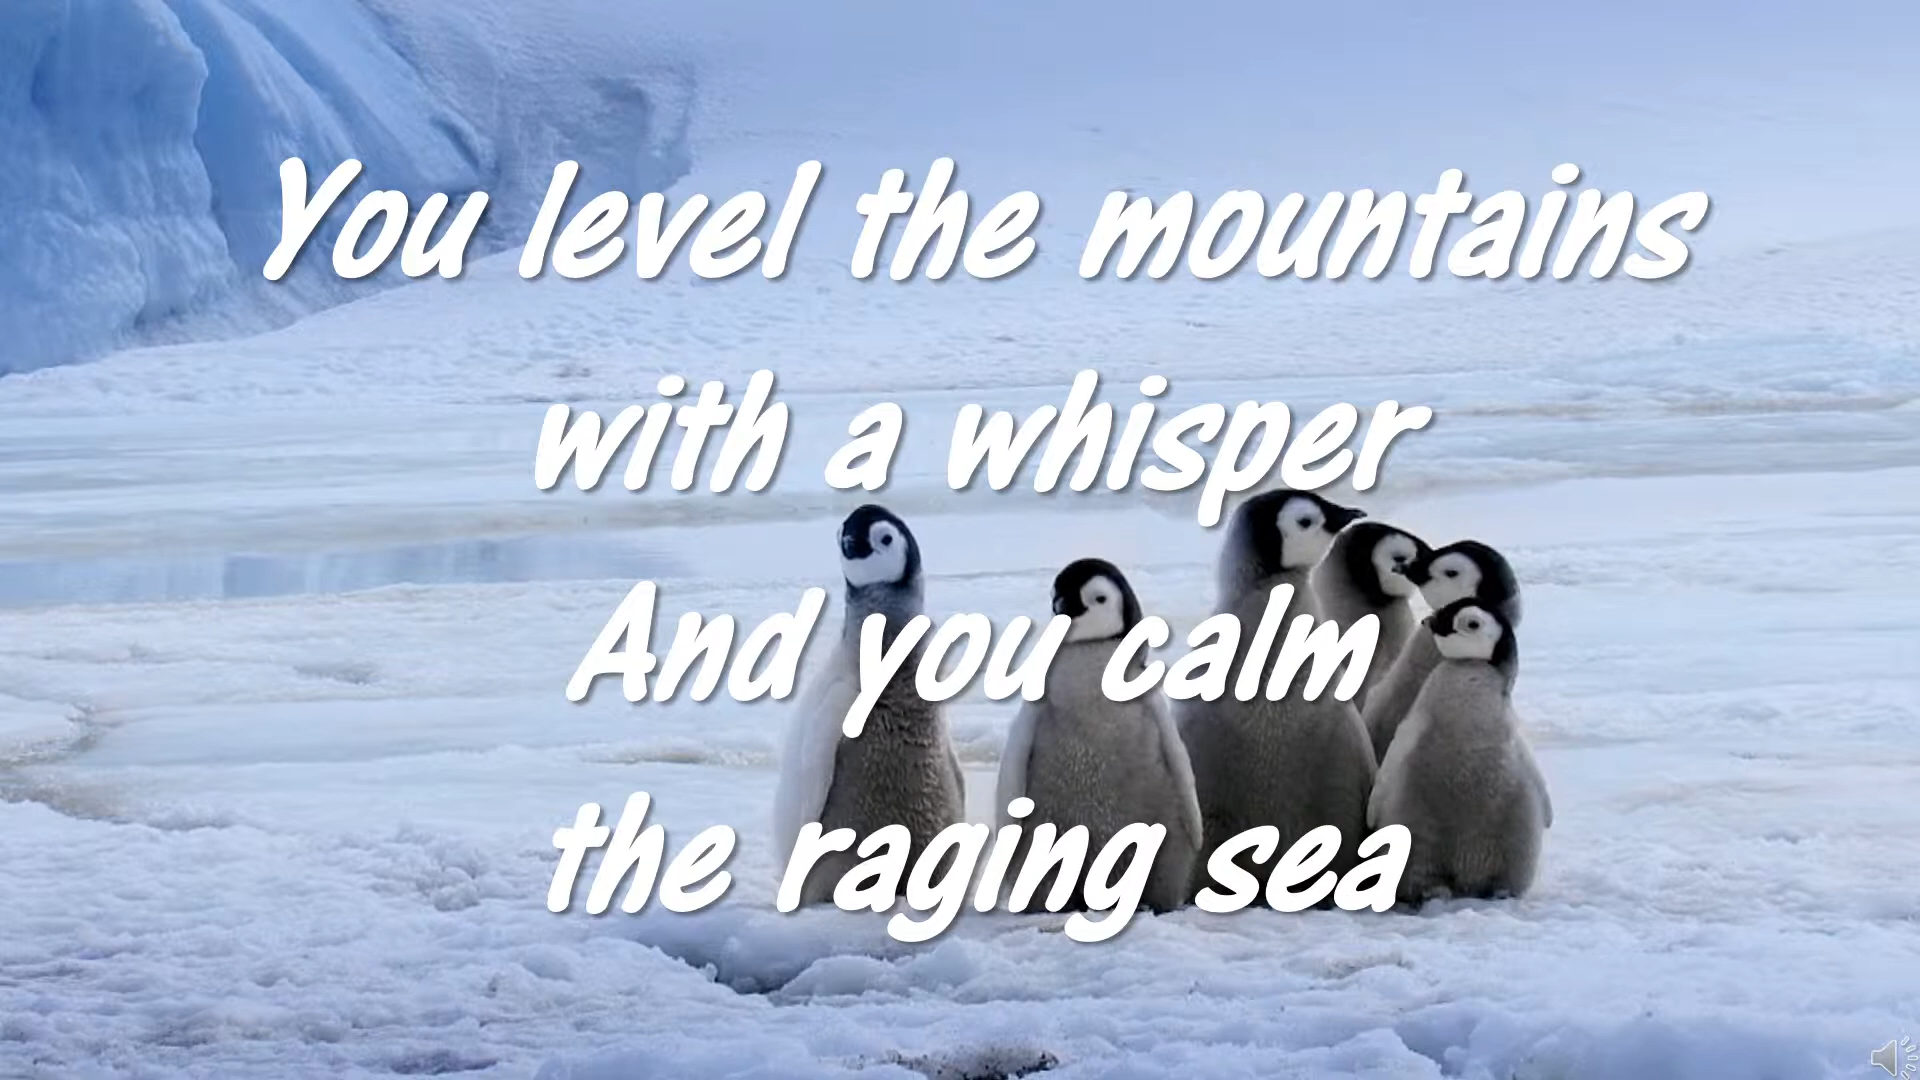 You level the mountains
with a whisper
And you calm
the raging sea